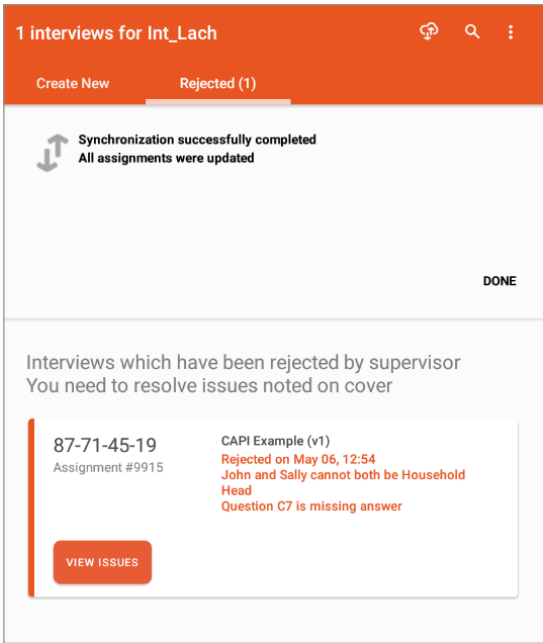 1 interviews for Int_Lach
Create New
Rejected (1)
Synchronization successfully completed
All assignments were updated
DONE
Interviews which have been rejected by supervisor
You need to resolve issues noted on cover
87-71-45-19
Assignment #9915
CAPI Example (v1)
Rejected on May 06, 12:54
John and Sally cannot both be Household
Head
Question C7 is missing answer
VIEW ISSUES